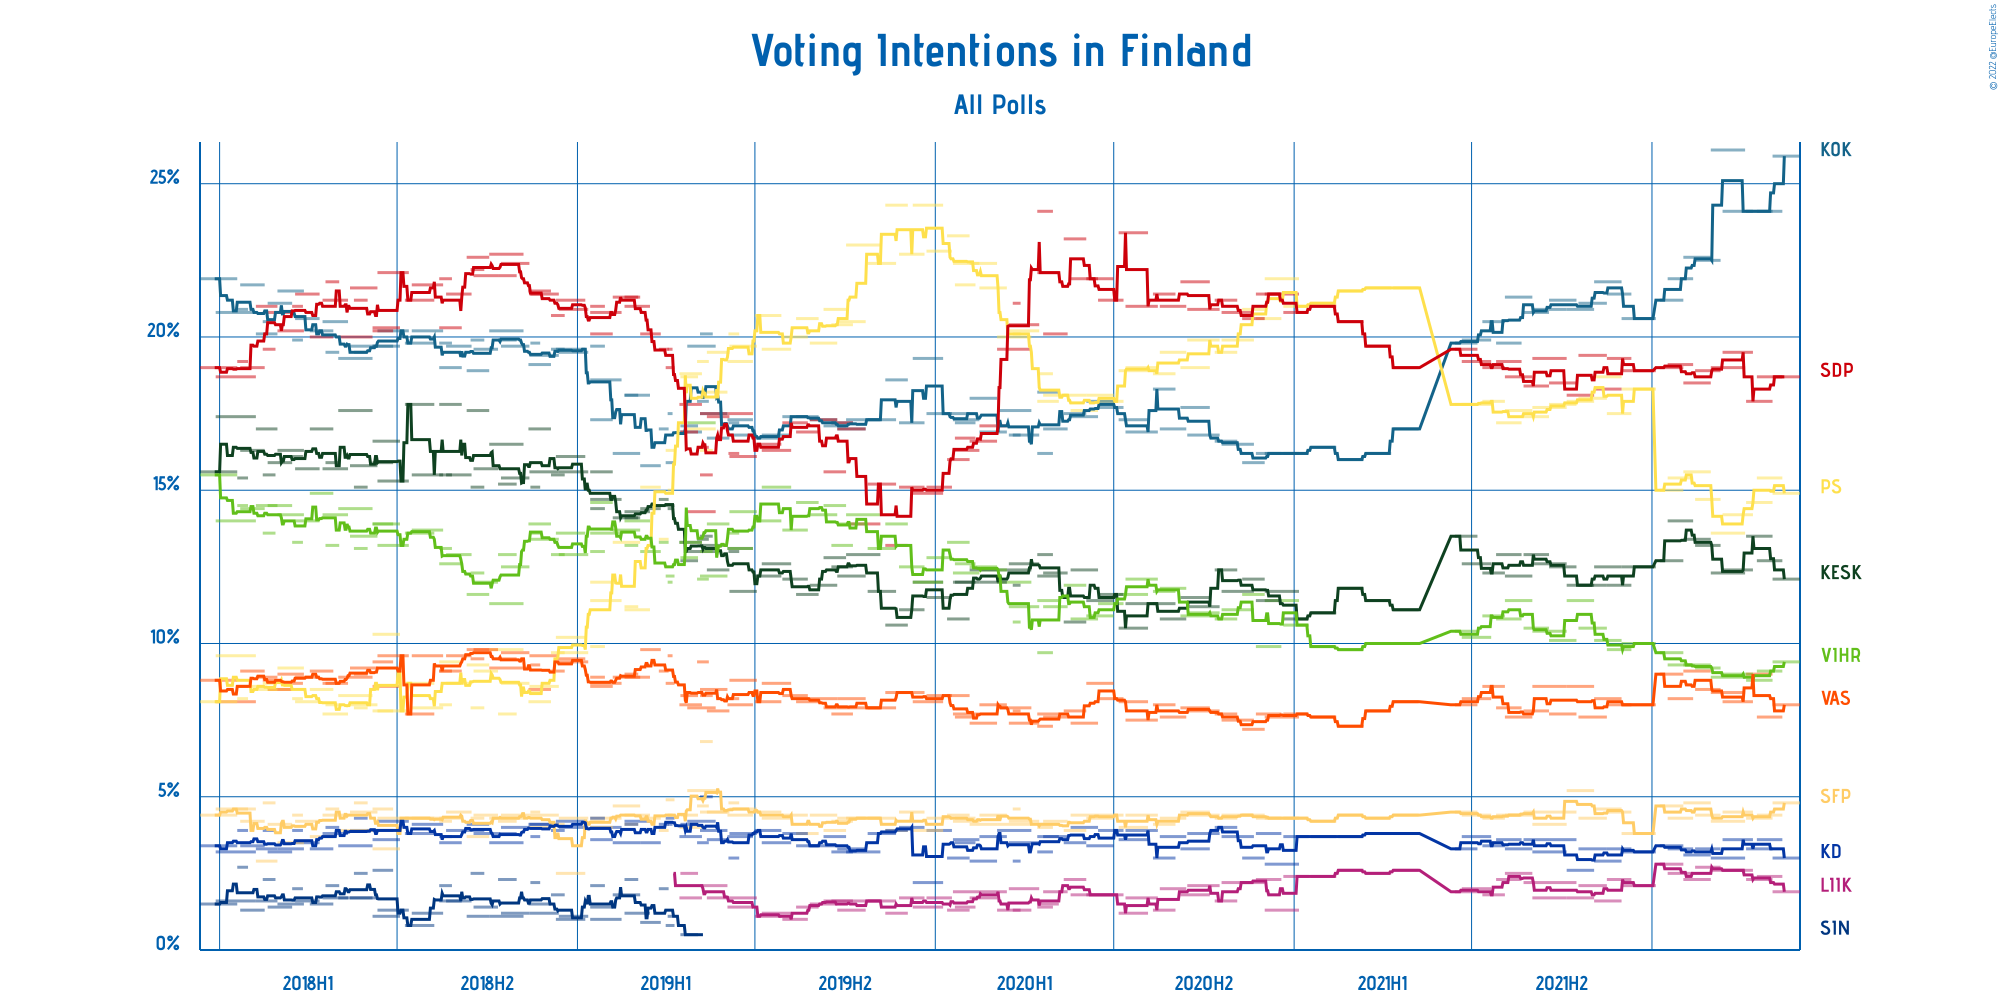 Voting Intentions in Finland
All Polls
© 2022 @EuropeElects
25%
20%
15%
10%
5%
0%
KOK
SDP
PS
KESK
VIHR
VAS
SFP
KD
LIIK
SIN
2018H1
2018H2
2019H1
2019H2
2020H1
2020H2
2021H1
2021H2